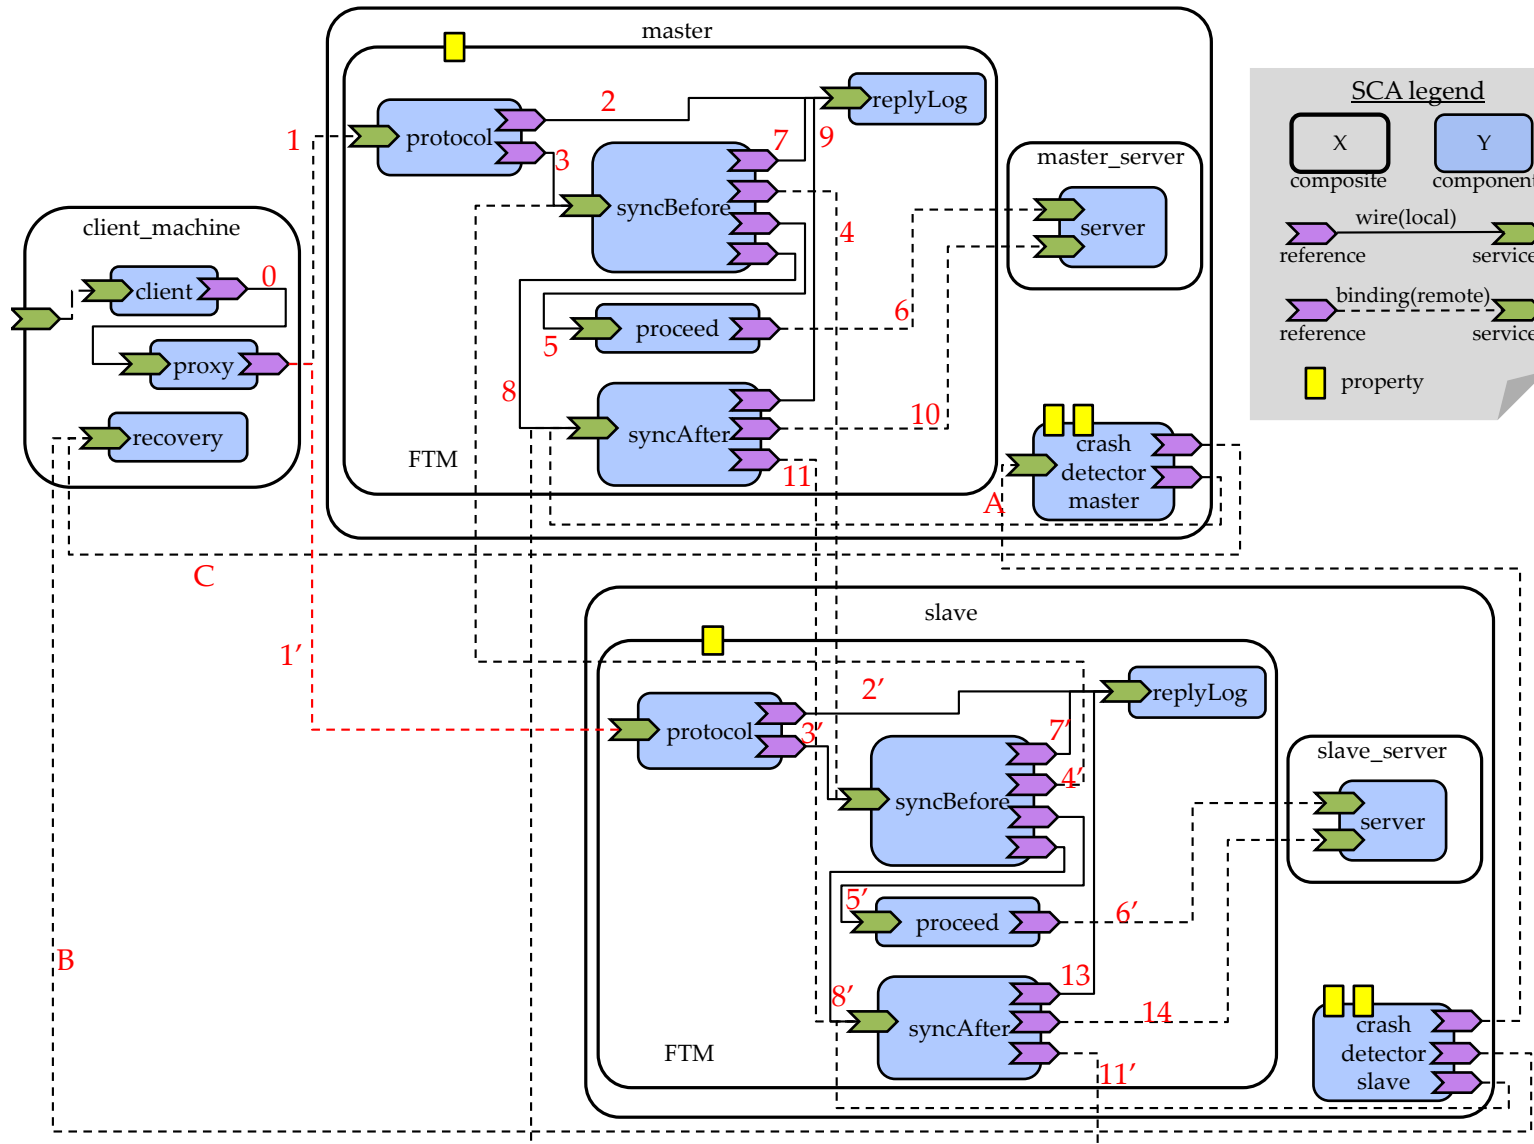 master
SCA legend
X
Y
composite
component
wire(local)
reference
service
binding(remote)
reference
service
property
2
replyLog
1
protocol
7
9
3
master_server
syncBefore
server
4
client_machine
0
client
6
proceed
5
proxy
8
recovery
syncAfter
10
FTM
11
crash
detector
master
A
C
slave
1′
2′
replyLog
protocol
3′
7′
slave_server
4′
syncBefore
server
5′
proceed
6′
B
13
8′
14
syncAfter
FTM
11′
crash
detector
slave